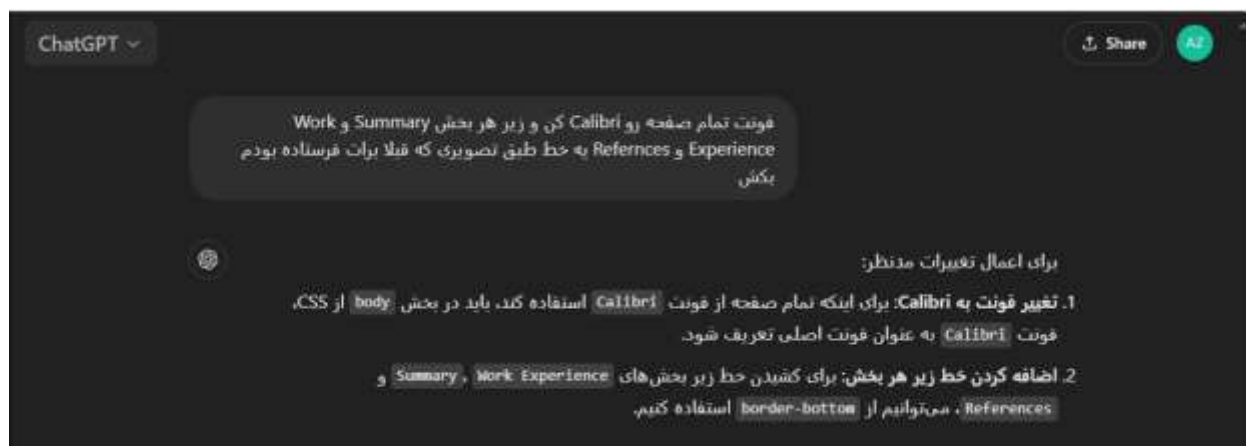 ChatGPT
Share
AZ
فونت تمام صفحه رو Calibri کن و زیر هر بخش Summary و Work
Experience و Refernces یه خط طبق تصویری که قبلا برات فرستاده بودم
بکش
برای اعمال تغییرات مدنظر:
1. تغییر فونت به Calibri: برای اینکه تمام صفحه از فونت Calibri استفاده کند، باید در بخش body از CSS،
فونت Calibri به عنوان فونت اصلی تعریف شود.
2. اضافه کردن خط زیر هر بخش: برای کشیدن خط زیر بخش‌های Summary، Work Experience و
References، می‌توانیم از border-bottom استفاده کنیم.